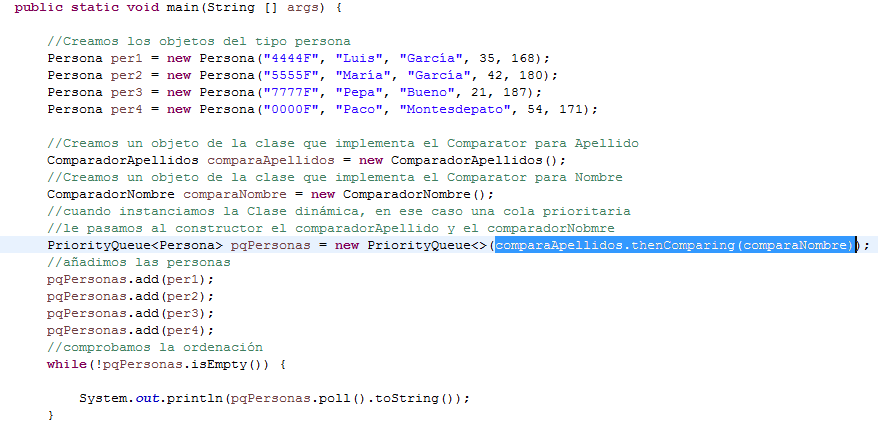 public static void main(String [] args) {
//Creamos los objetos del tipo persona
Persona per1 = new Persona("4444F", "Luis", "García", 35, 168);
Persona per2 = new Persona("5555F", "María", "García", 42, 180);
Persona per3 = new Persona("7777F", "Pepa", "Bueno", 21, 187);
Persona per4 = new Persona("0000F", "Paco", "Montesdepato", 54, 171);
//Creamos un objeto de la clase que implementa el Comparator para Apellido
ComparadorApellidos comparaApellidos = new ComparadorApellidos();
//Creamos un objeto de la clase que implementa el Comparator para Nombre
ComparadorNombre comparaNombre = new ComparadorNombre();
//cuando instanciamos la Clase dinámica, en ese caso una cola prioritaria
//le pasamos al constructor el comparadorApellido y el comparadorNobmre
PriorityQueue<Persona> pqPersonas = new PriorityQueue<>(comparaApellidos.thenComparing(comparaNombre));
//añadimos las personas
pqPersonas.add(per1);
pqPersonas.add(per2);
pqPersonas.add(per3);
pqPersonas.add(per4);
//comprobamos la ordenación
while(!pqPersonas.isEmpty()) {
System.out.println(pqPersonas.poll().toString());
}